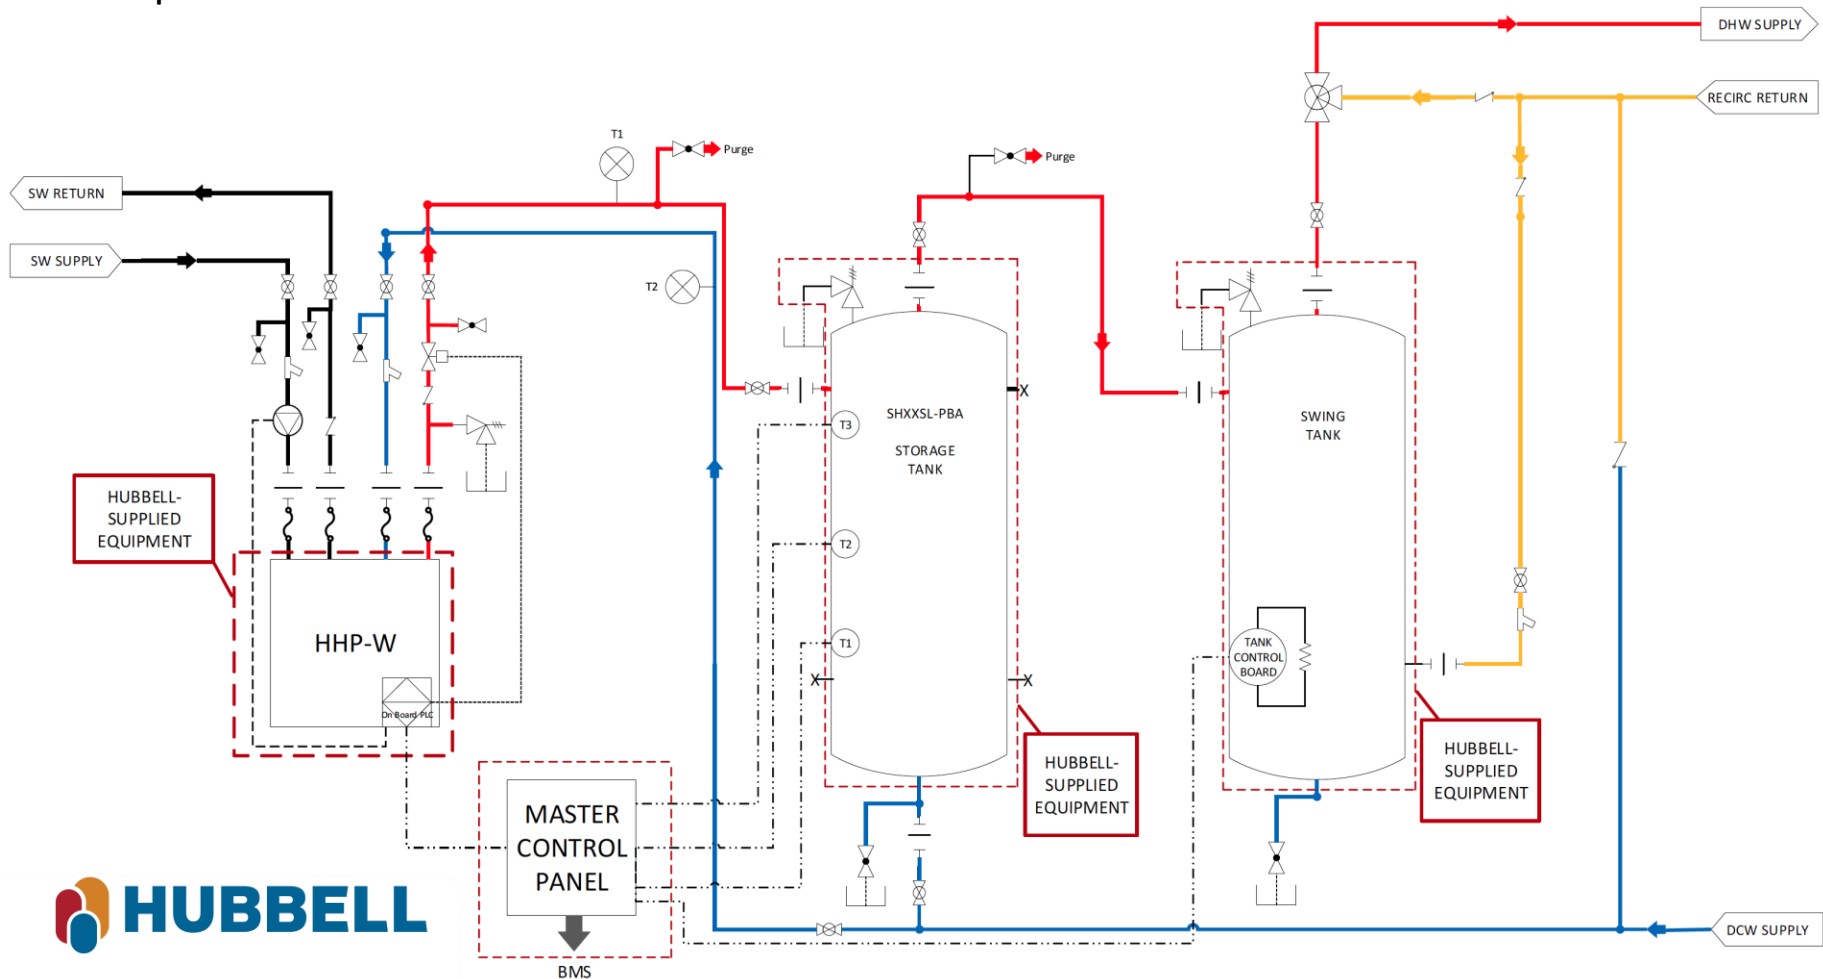 DHW SUPPLY
RECIRC RETURN
T1
Purge
Purge
SW RETURN
SW SUPPLY
T2
SHXXSL-PBA
STORAGE
TANK
SWING
TANK
T3
HUBBELL-
SUPPLIED
EQUIPMENT
T2
HHP-W
T1
TANK
CONTROL
BOARD
On Board PLC
HUBBELL-
SUPPLIED
EQUIPMENT
HUBBELL-
SUPPLIED
EQUIPMENT
MASTER
CONTROL
PANEL
HUBBELL
DCW SUPPLY
BMS